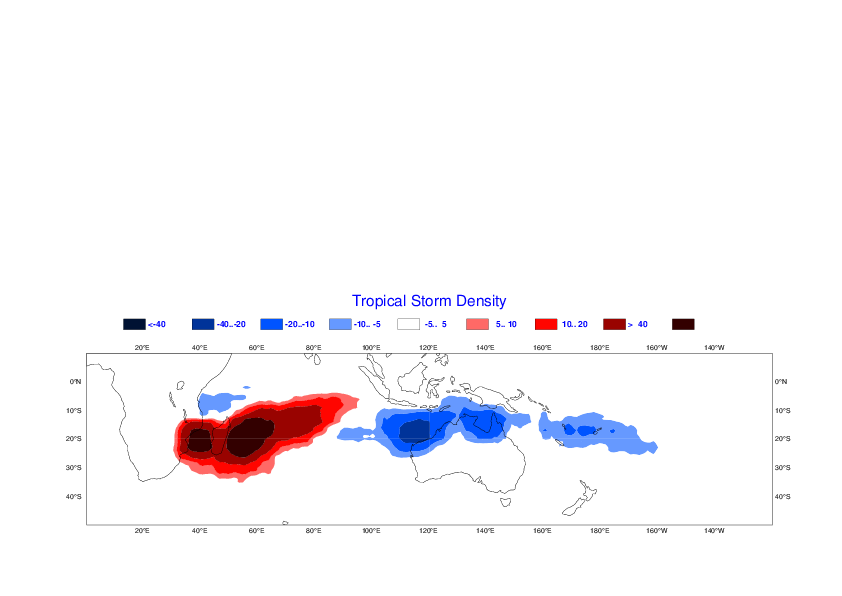 Tropical Storm Density
<-40 -40..-20 -20..-10 -10.. -5 -5.. 5 5.. 10 10.. 20 > 40
20°E 40°E 60°E 80°E 100°E 120°E 140°E 160°E 180°E 160°W 140°W
0°N 0°N
10°S 10°S
20°S 20°S
30°S 30°S
40°S 40°S
20°E 40°E 60°E 80°E 100°E 120°E 140°E 160°E 180°E 160°W 140°W